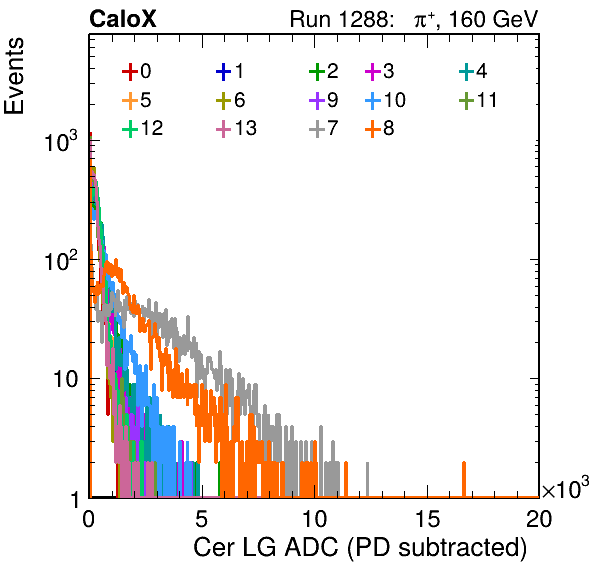 CaloX Run 1288: π⁺, 160 GeV
Events
0 1 2 3 4
5 6 9 10 11
12 13 7 8
10³
10²
10
1
0 5 10 15 20
×10³
Cer LG ADC (PD subtracted)